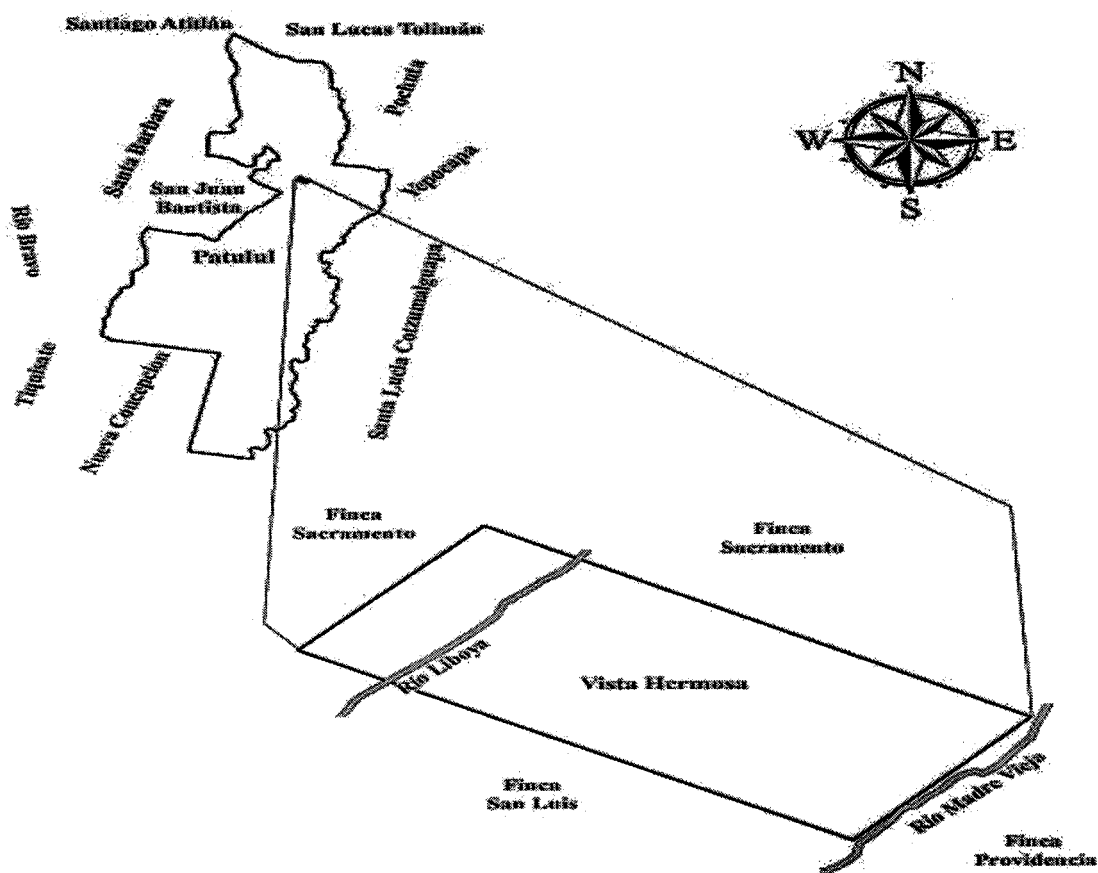 Santiago Atitlán
San Lucas Tolimán
Pochuta
N
W
E
S
Santa Barbara
Yepocapa
San Juan
Bautista
Río Bravo
Patulul
Santa Lucía Cotzumalguapa
Tiquisate
Nueva Concepción
Finca
Sacramento
Finca
Sacramento
Río Liboya
Vista Hermosa
Finca
San Luis
Río Madre Vieja
Finca
Providencia